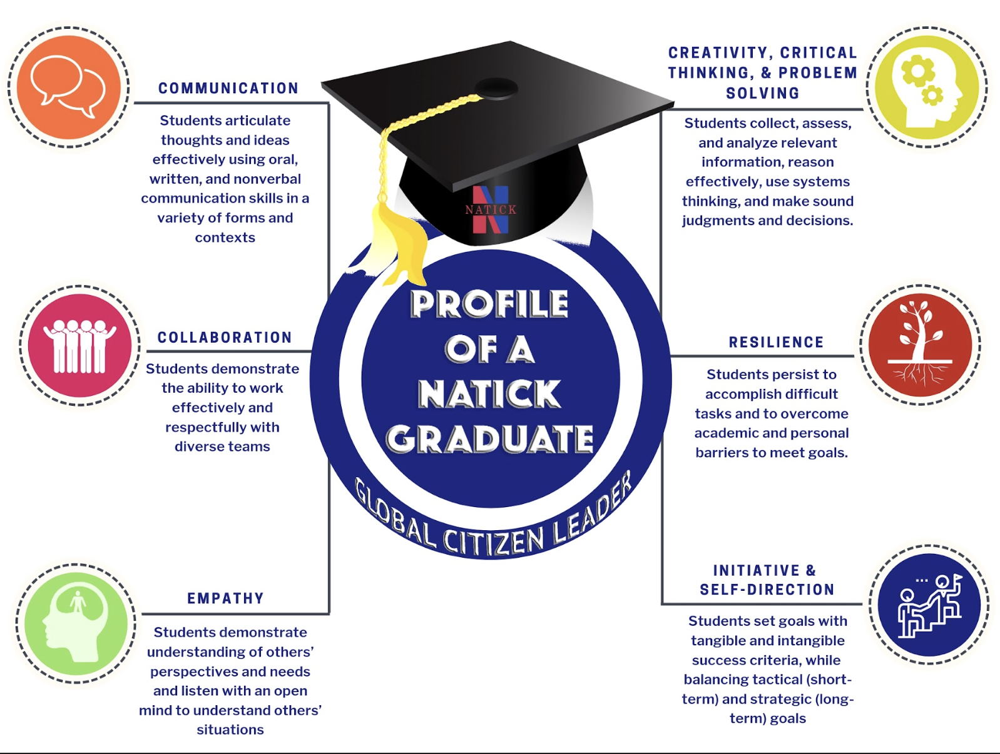 COMMUNICATION
Students articulate
thoughts and ideas
effectively using oral,
written, and nonverbal
communication skills in a
variety of forms and
contexts
COLLABORATION
Students demonstrate
the ability to work
effectively and
respectfully with
diverse teams
EMPATHY
Students demonstrate
understanding of others’
perspectives and needs
and listen with an open
mind to understand others’
situations
NATICK
PROFILE
OF A
NATICK
GRADUATE
GLOBAL CITIZEN LEADER
CREATIVITY, CRITICAL
THINKING, & PROBLEM
SOLVING
Students collect, assess,
and analyze relevant
information, reason
effectively, use systems
thinking, and make sound
judgments and decisions.
RESILIENCE
Students persist to
accomplish difficult
tasks and to overcome
academic and personal
barriers to meet goals.
INITIATIVE &
SELF-DIRECTION
Students set goals with
tangible and intangible
success criteria, while
balancing tactical (short-
term) and strategic (long-
term) goals